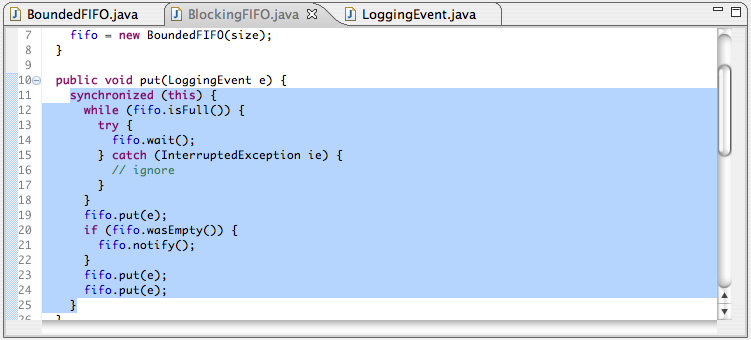 BoundedFIFO.java BlockingFIFO.java LoggingEvent.java
7 fifo = new BoundedFIFO(size);
8 }
9
10 public void put(LoggingEvent e) {
11 synchronized (this) {
12 while (fifo.isFull()) {
13 try {
14 fifo.wait();
15 } catch (InterruptedException ie) {
16 // ignore
17 }
18 }
19 fifo.put(e);
20 if (fifo.wasEmpty()) {
21 fifo.notify();
22 }
23 fifo.put(e);
24 fifo.put(e);
25 }
26 }